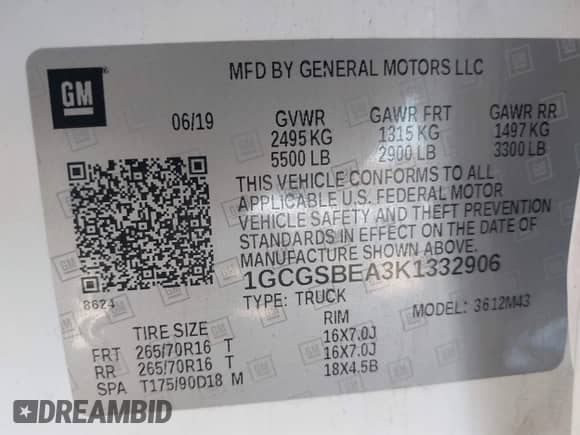 GM
MFD BY GENERAL MOTORS LLC
06/19 GVWR GAWR FRT GAWR RR
2495 KG 1315 KG 1497 KG
5500 LB 2900 LB 3300 LB
THIS VEHICLE CONFORMS TO ALL
APPLICABLE U.S. FEDERAL MOTOR
VEHICLE SAFETY AND THEFT PREVENTION
STANDARDS IN EFFECT ON THE DATE OF
MANUFACTURE SHOWN ABOVE.
1GCGSBEA3K1332906
8624
TYPE: TRUCK MODEL: 3612M43
TIRE SIZE RIM
FRT 265/70R16 T 16X7.0J
RR 265/70R16 T 16X7.0J
SPA T175/90D18 M 18X4.5B
DREAMBID